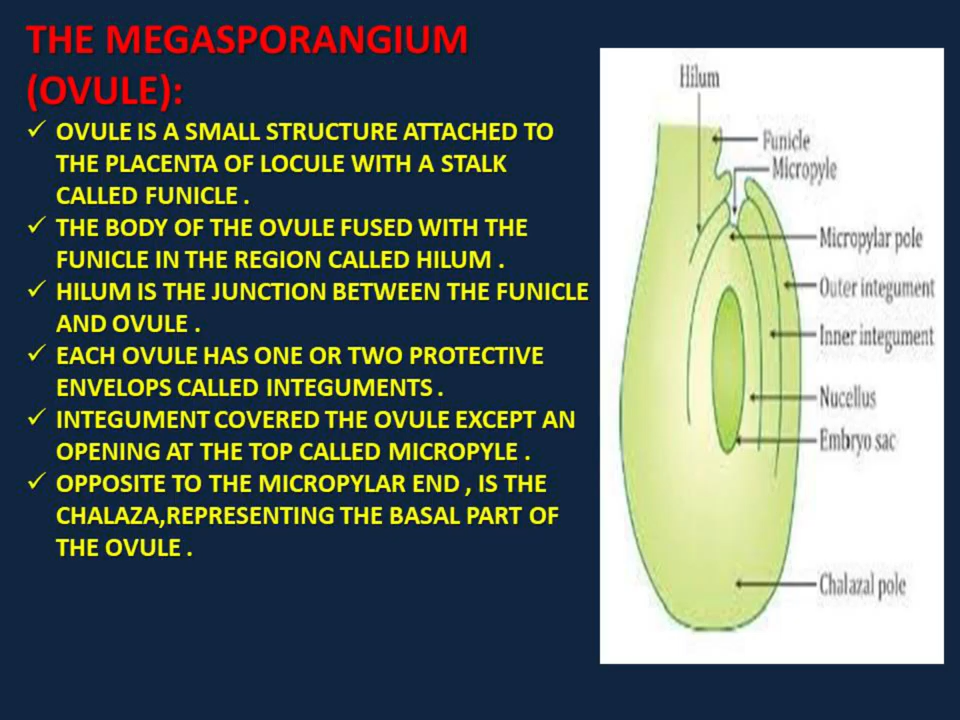 THE MEGASPORANGIUM
(OVULE):
✓ OVULE IS A SMALL STRUCTURE ATTACHED TO
THE PLACENTA OF LOCULE WITH A STALK
CALLED FUNICLE .
✓ THE BODY OF THE OVULE FUSED WITH THE
FUNICLE IN THE REGION CALLED HILUM .
✓ HILUM IS THE JUNCTION BETWEEN THE FUNICLE
AND OVULE .
✓ EACH OVULE HAS ONE OR TWO PROTECTIVE
ENVELOPS CALLED INTEGUMENTS .
✓ INTEGUMENT COVERED THE OVULE EXCEPT AN
OPENING AT THE TOP CALLED MICROPYLE .
✓ OPPOSITE TO THE MICROPYLAR END , IS THE
CHALAZA,REPRESENTING THE BASAL PART OF
THE OVULE .
Hilum
Funicle
Micropyle
Micropylar pole
Outer integument
Inner integument
Nucellus
Embryo sac
Chalazal pole